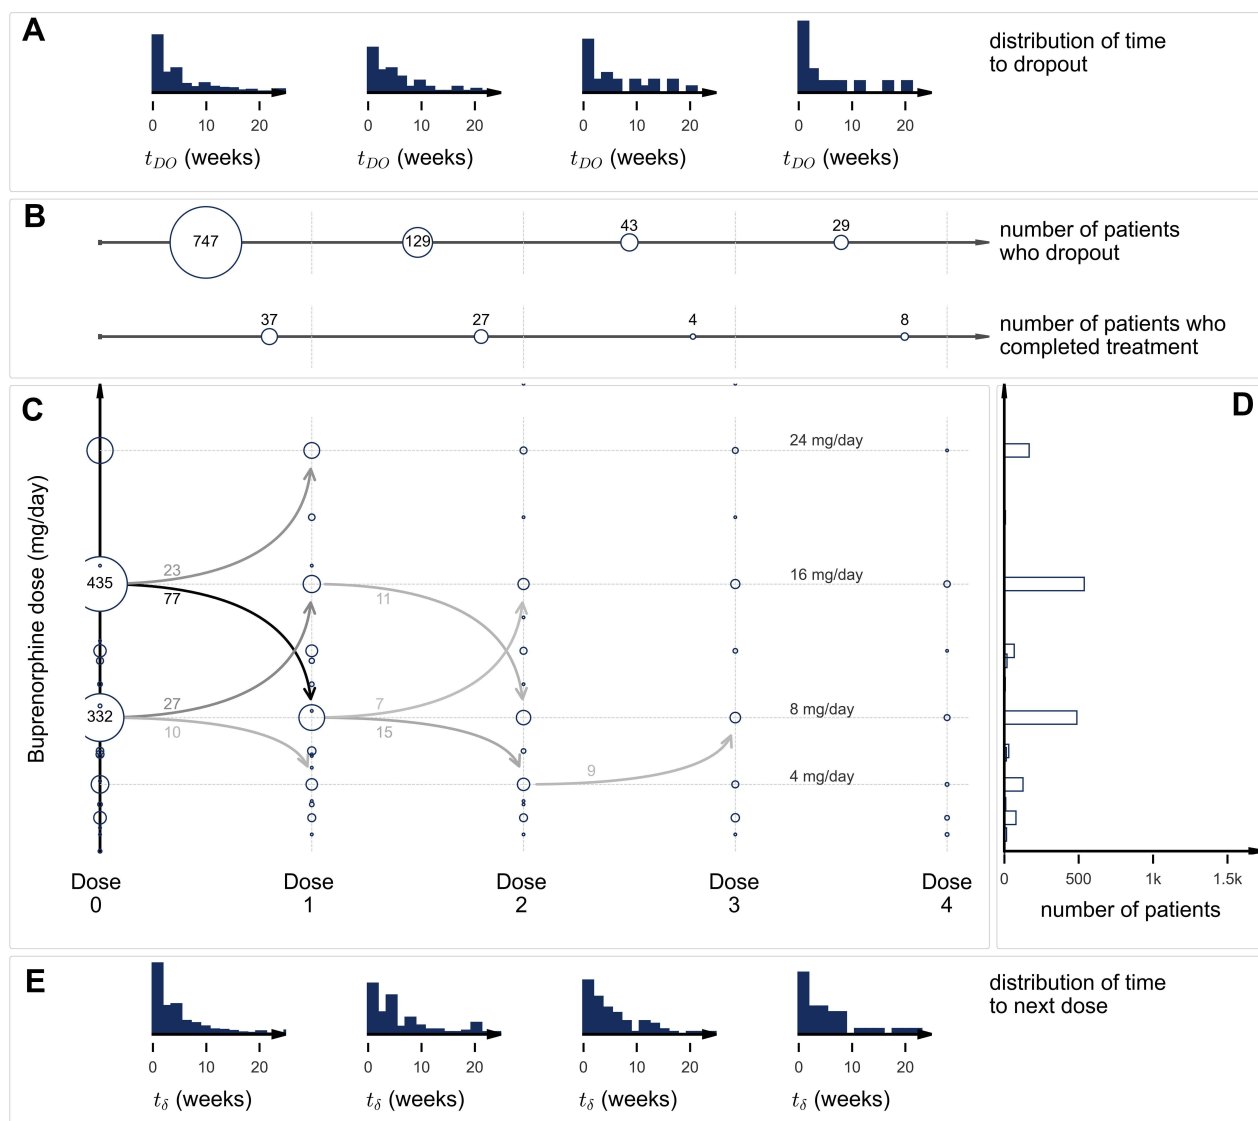 A
distribution of time
to dropout
0 10 20 0 10 20 0 10 20 0 10 20
t_DO (weeks) t_DO (weeks) t_DO (weeks) t_DO (weeks)
B
747 129 43 29
number of patients
who dropout
37 27 4 8
number of patients who
completed treatment
C
Buprenorphine dose (mg/day)
24 mg/day
23
435
16 mg/day
77
11
27
7
332
8 mg/day
10
15
9
4 mg/day
Dose Dose Dose Dose Dose
0 1 2 3 4
D
0 500 1k 1.5k
number of patients
E
distribution of time
to next dose
0 10 20 0 10 20 0 10 20 0 10 20
t_δ (weeks) t_δ (weeks) t_δ (weeks) t_δ (weeks)